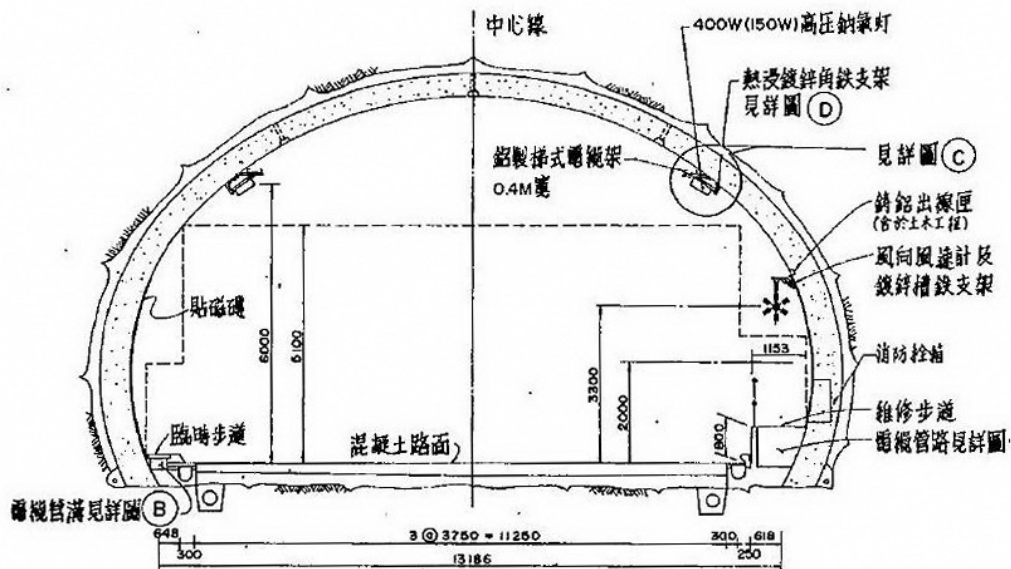 中心線
400W(150W)高压鈉氣灯
熱浸鍍鋅角鉄支架
見詳圖 D
見詳圖 C
鋁製梯式電纜架
0.4M寬
鑄鋁出線匣
(含於土木工程)
風向風速計及
鍍鋅槽鉄支架
貼磁磚
6000
5100
3300
2000
1153
1800
消防栓箱
維修步道
電纜管路見詳圖
臨時步道
混凝土路面
電纜管溝見詳圖 B
648
300
3 @ 3750 = 11250
300
250
618
13186